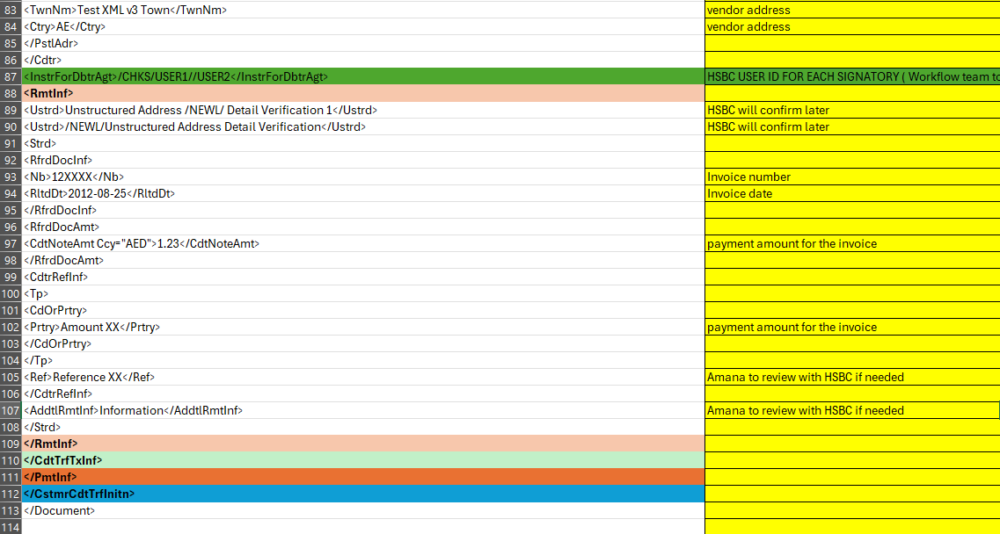 83 <TwnNm>Test XML v3 Town</TwnNm> vendor address
84 <Ctry>AE</Ctry> vendor address
85 </PstlAdr>
86 </Cdtr>
87 <InstrForDbtrAgt>/CHKS/USER1//USER2</InstrForDbtrAgt> HSBC USER ID FOR EACH SIGNATORY ( Workflow team to
88 <RmtInf>
89 <Ustrd>Unstructured Address /NEWL/ Detail Verification 1</Ustrd> HSBC will confirm later
90 <Ustrd>/NEWL/Unstructured Address Detail Verification</Ustrd> HSBC will confirm later
91 <Strd>
92 <RfrdDocInf>
93 <Nb>12XXXX</Nb> Invoice number
94 <RltdDt>2012-08-25</RltdDt> Invoice date
95 </RfrdDocInf>
96 <RfrdDocAmt>
97 <CdtNoteAmt Ccy="AED">1.23</CdtNoteAmt> payment amount for the invoice
98 </RfrdDocAmt>
99 <CdtrRefInf>
100 <Tp>
101 <CdOrPrtry>
102 <Prtry>Amount XX</Prtry> payment amount for the invoice
103 </CdOrPrtry>
104 </Tp>
105 <Ref>Reference XX</Ref> Amana to review with HSBC if needed
106 </CdtrRefInf>
107 <AddtlRmtInf>Information</AddtlRmtInf> Amana to review with HSBC if needed
108 </Strd>
109 </RmtInf>
110 </CdtTrfTxInf>
111 </PmtInf>
112 </CstmrCdtTrfInitn>
113 </Document>
114